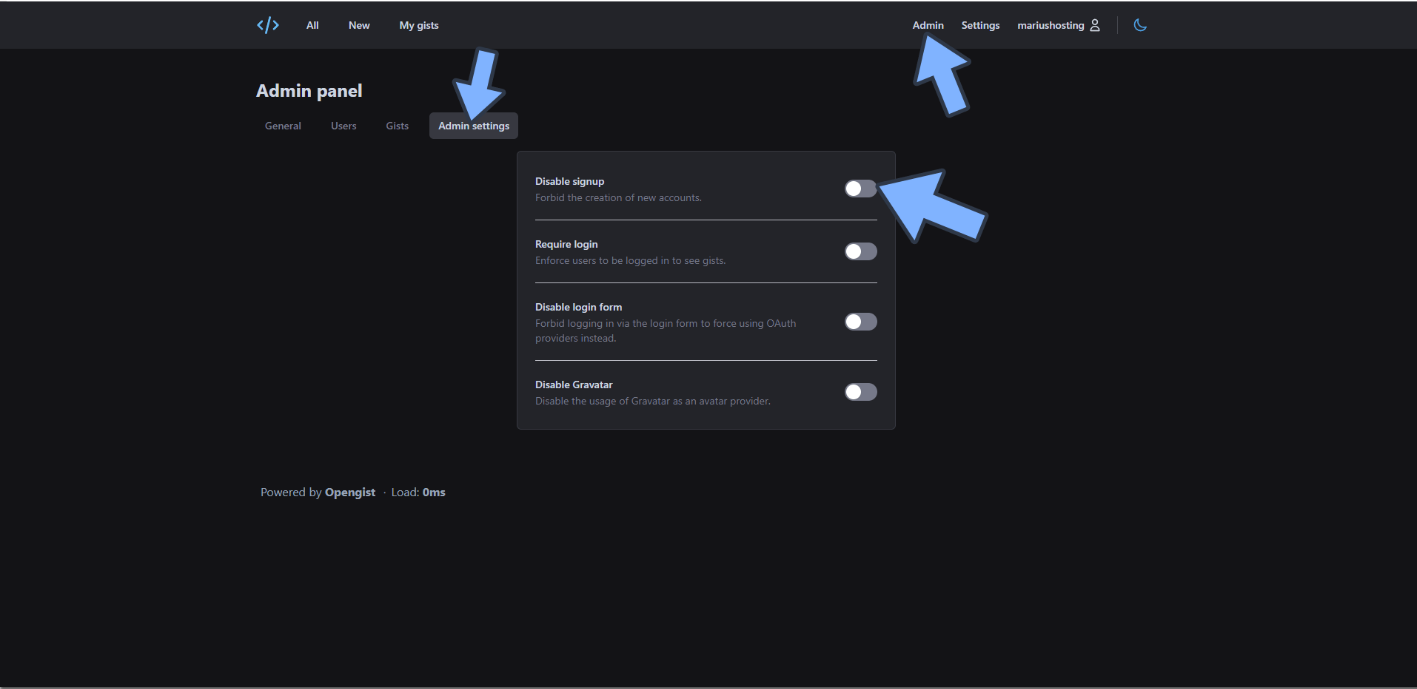 </> All New My gists Admin Settings mariushosting
Admin panel
General Users Gists Admin settings
Disable signup
Forbid the creation of new accounts.
Require login
Enforce users to be logged in to see gists.
Disable login form
Forbid logging in via the login form to force using OAuth
providers instead.
Disable Gravatar
Disable the usage of Gravatar as an avatar provider.
Powered by Opengist · Load: 0ms